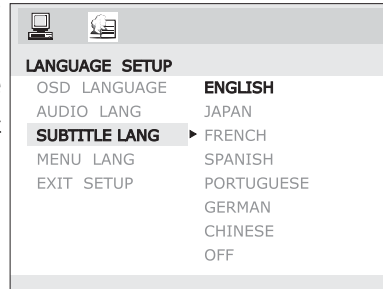 LANGUAGE SETUP
OSD LANGUAGE ENGLISH
AUDIO LANG JAPAN
SUBTITLE LANG FRENCH
MENU LANG SPANISH
EXIT SETUP PORTUGUESE
GERMAN
CHINESE
OFF